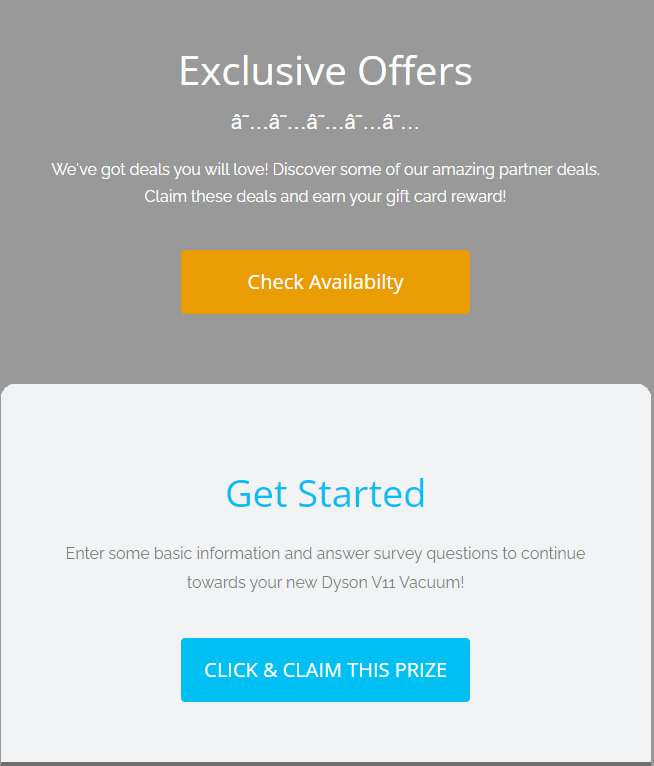 Exclusive Offers
â˜…â˜…â˜…â˜…â˜…
We've got deals you will love! Discover some of our amazing partner deals.
Claim these deals and earn your gift card reward!
Check Availabilty
Get Started
Enter some basic information and answer survey questions to continue
towards your new Dyson V11 Vacuum!
CLICK & CLAIM THIS PRIZE